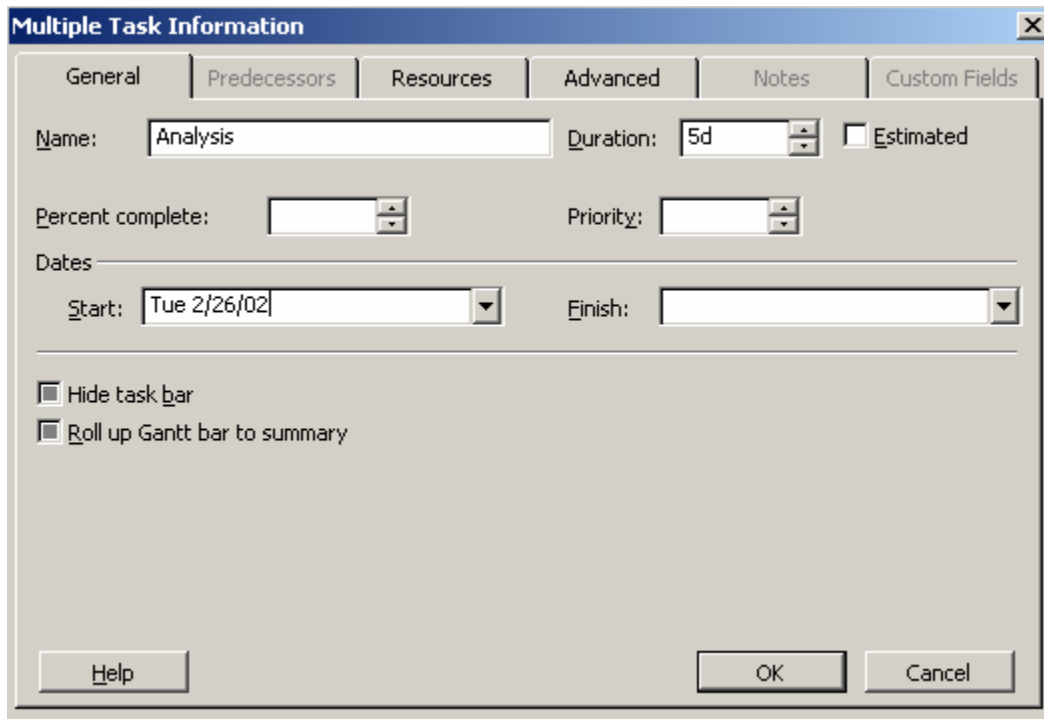 Multiple Task Information
General Predecessors Resources Advanced Notes Custom Fields
Name: Analysis Duration: 5d Estimated
Percent complete: Priority:
Dates
Start: Tue 2/26/02 Finish:
Hide task bar
Roll up Gantt bar to summary
Help OK Cancel